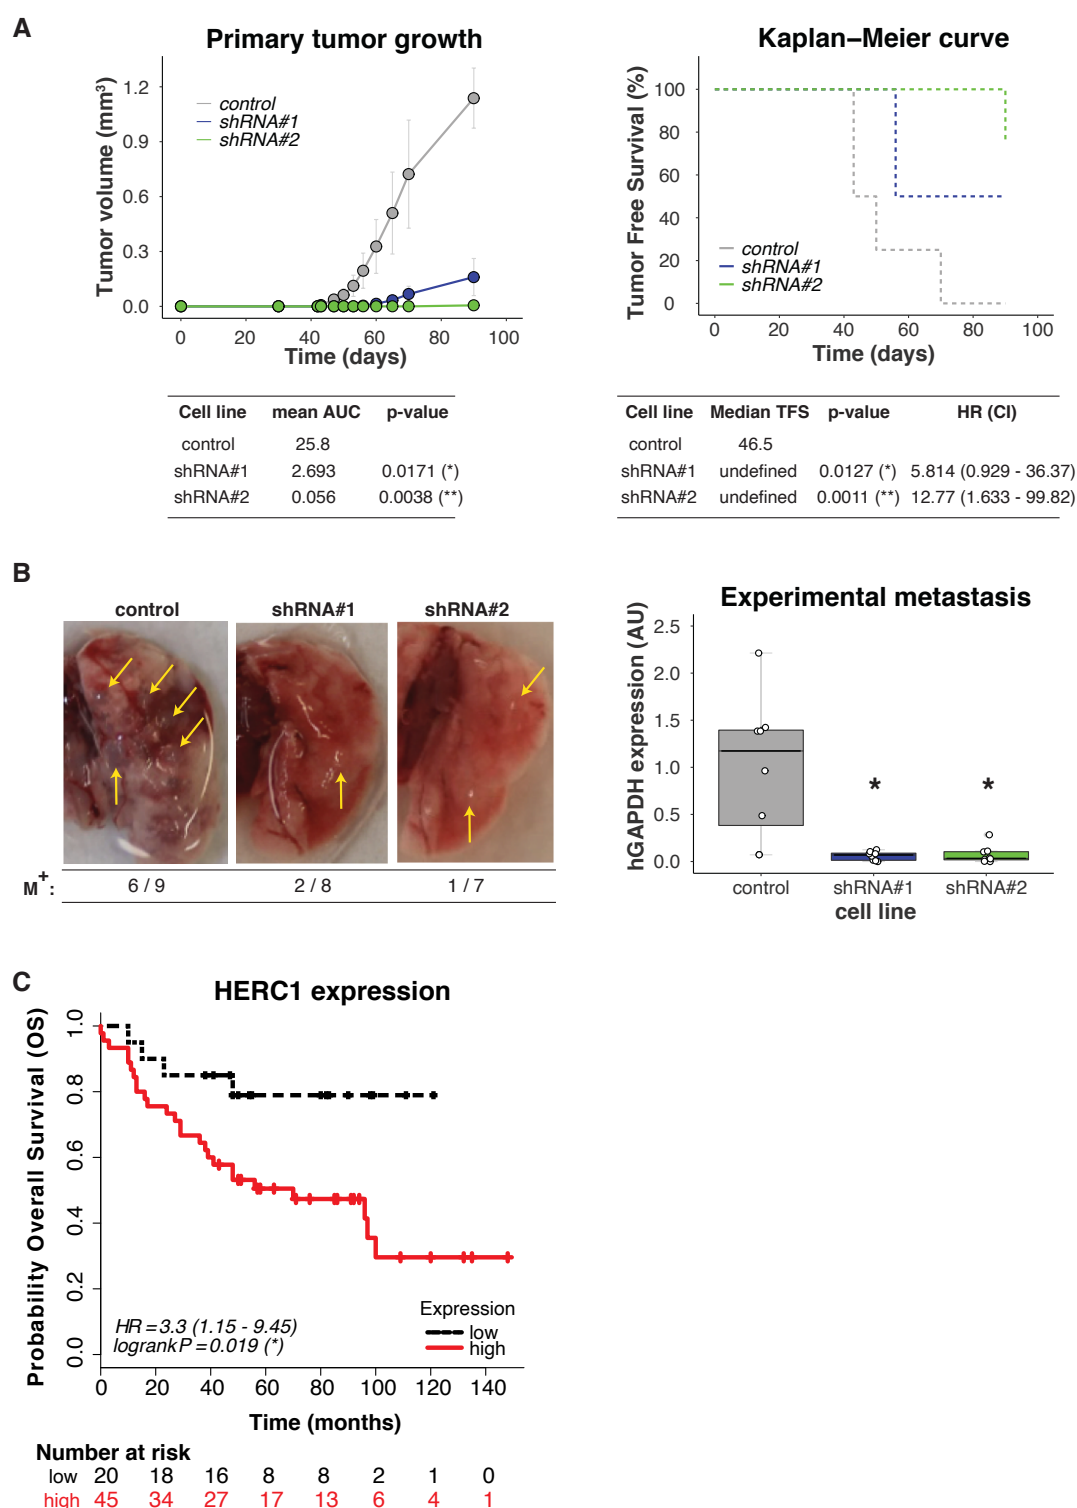 A
Primary tumor growth
Tumor volume (mm³)
1.2
0.9
0.6
0.3
0.0
control
shRNA#1
shRNA#2
0 20 40 60 80 100
Time (days)
Cell line mean AUC p-value
control 25.8
shRNA#1 2.693 0.0171 (*)
shRNA#2 0.056 0.0038 (**)
Kaplan–Meier curve
Tumor Free Survival (%)
100
80
60
40
20
0
control
shRNA#1
shRNA#2
0 20 40 60 80 100
Time (days)
Cell line Median TFS p-value HR (CI)
control 46.5
shRNA#1 undefined 0.0127 (*) 5.814 (0.929 - 36.37)
shRNA#2 undefined 0.0011 (**) 12.77 (1.633 - 99.82)
B
control shRNA#1 shRNA#2
M+: 6 / 9 2 / 8 1 / 7
Experimental metastasis
hGAPDH expression (AU)
2.5
2.0
1.5
1.0
0.5
0.0
* *
control shRNA#1 shRNA#2
cell line
C
HERC1 expression
Probability Overall Survival (OS)
1.0
0.8
0.6
0.4
0.2
0.0
HR = 3.3 (1.15 - 9.45)
logrank P = 0.019 (*)
Expression
low
high
0 20 40 60 80 100 120 140
Time (months)
Number at risk
low 20 18 16 8 8 2 1 0
high 45 34 27 17 13 6 4 1